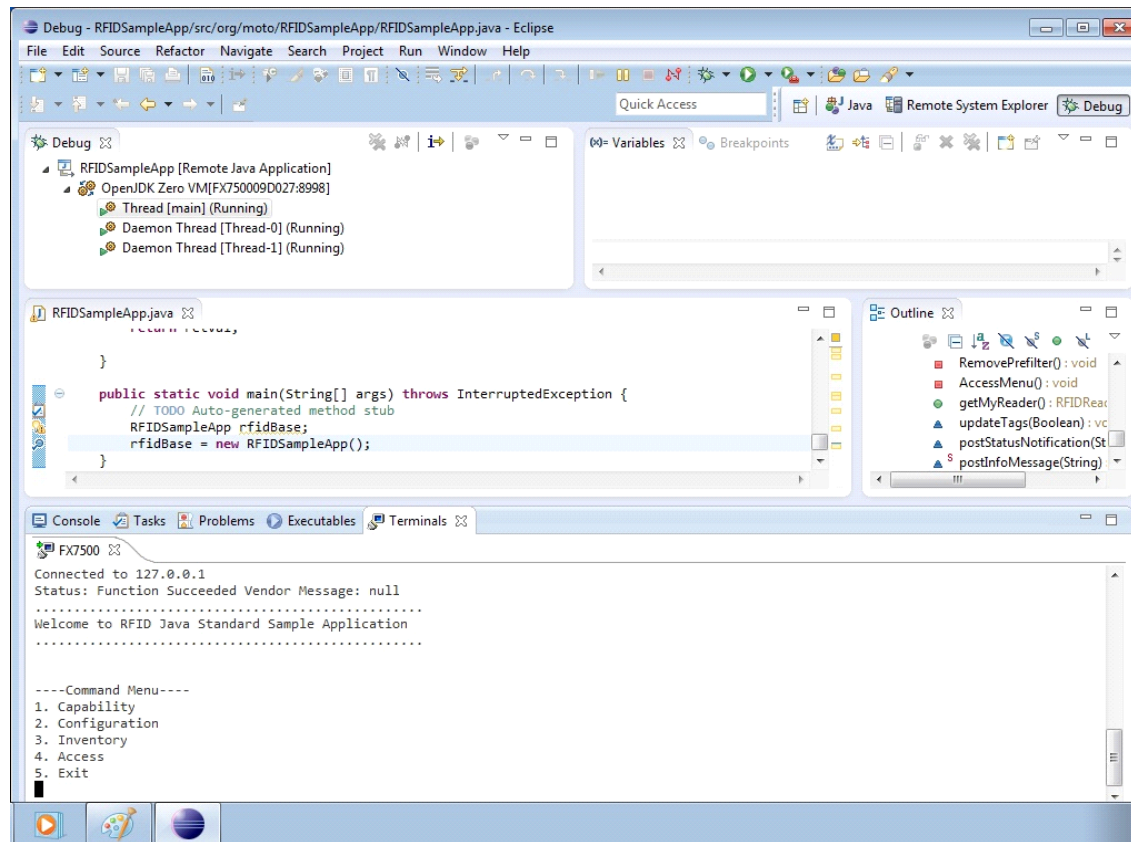 Debug - RFIDSampleApp/src/org/moto/RFIDSampleApp/RFIDSampleApp.java - Eclipse
File Edit Source Refactor Navigate Search Project Run Window Help
Quick Access
Java Remote System Explorer Debug
Debug
RFIDSampleApp [Remote Java Application]
OpenJDK Zero VM[FX750009D027:8998]
Thread [main] (Running)
Daemon Thread [Thread-0] (Running)
Daemon Thread [Thread-1] (Running)
(x)= Variables Breakpoints
RFIDSampleApp.java
return retval;
}
public static void main(String[] args) throws InterruptedException {
// TODO Auto-generated method stub
RFIDSampleApp rfidBase;
rfidBase = new RFIDSampleApp();
}
Outline
RemovePrefilter() : void
AccessMenu() : void
getMyReader() : RFIDReac
updateTags(Boolean) : vc
postStatusNotification(St
postInfoMessage(String) :
Console Tasks Problems Executables Terminals
FX7500
Connected to 127.0.0.1
Status: Function Succeeded Vendor Message: null
..................................................
Welcome to RFID Java Standard Sample Application
..................................................
----Command Menu----
1. Capability
2. Configuration
3. Inventory
4. Access
5. Exit